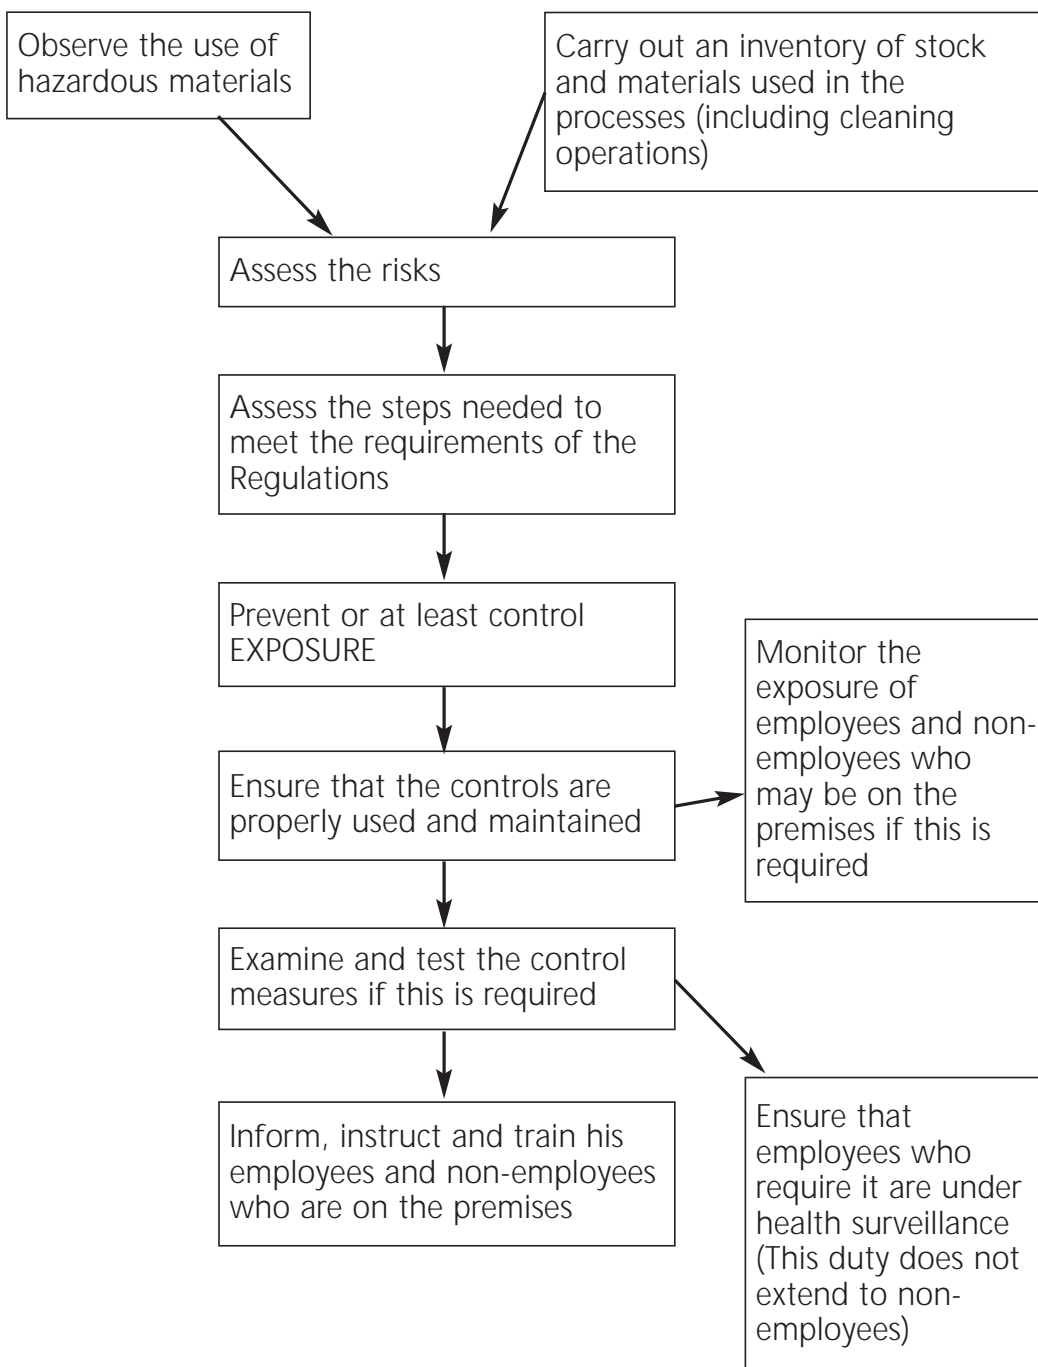 Observe the use of
hazardous materials
Carry out an inventory of stock
and materials used in the
processes (including cleaning
operations)
Assess the risks
Assess the steps needed to
meet the requirements of the
Regulations
Prevent or at least control
EXPOSURE
Monitor the
exposure of
employees and non-
employees who
may be on the
premises if this is
required
Ensure that the controls are
properly used and maintained
Examine and test the control
measures if this is required
Inform, instruct and train his
employees and non-employees
who are on the premises
Ensure that
employees who
require it are under
health surveillance
(This duty does not
extend to non-
employees)